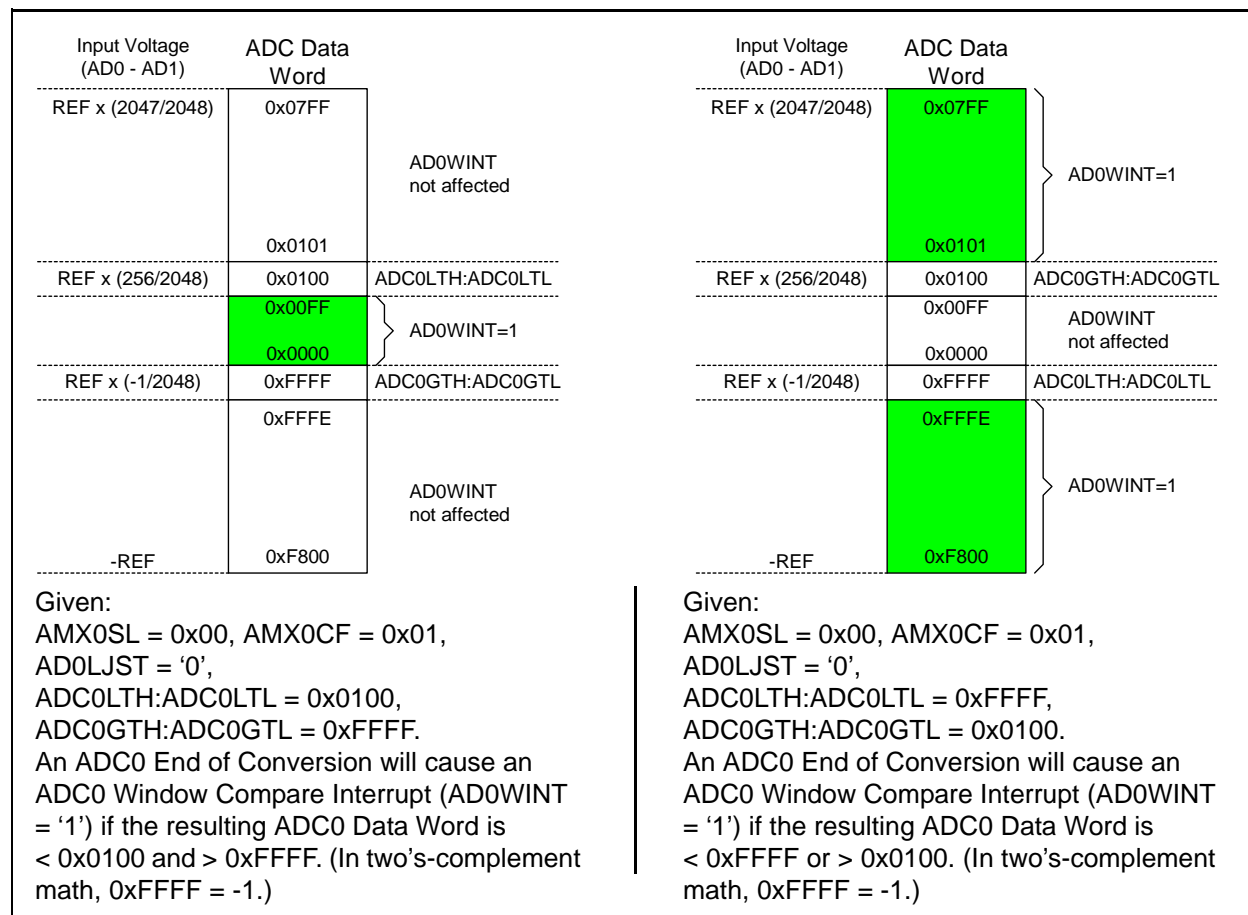 Input Voltage
(AD0 - AD1)
ADC Data
Word
REF x (2047/2048)
0x07FF
AD0WINT
not affected
0x0101
REF x (256/2048)
0x0100
ADC0LTH:ADC0LTL
0x00FF
AD0WINT=1
0x0000
REF x (-1/2048)
0xFFFF
ADC0GTH:ADC0GTL
0xFFFE
AD0WINT
not affected
-REF
0xF800
Given:
AMX0SL = 0x00, AMX0CF = 0x01,
AD0LJST = ‘0’,
ADC0LTH:ADC0LTL = 0x0100,
ADC0GTH:ADC0GTL = 0xFFFF.
An ADC0 End of Conversion will cause an
ADC0 Window Compare Interrupt (AD0WINT
= ‘1’) if the resulting ADC0 Data Word is
< 0x0100 and > 0xFFFF. (In two’s-complement
math, 0xFFFF = -1.)
Input Voltage
(AD0 - AD1)
ADC Data
Word
REF x (2047/2048)
0x07FF
AD0WINT=1
0x0101
REF x (256/2048)
0x0100
ADC0GTH:ADC0GTL
0x00FF
AD0WINT
not affected
0x0000
REF x (-1/2048)
0xFFFF
ADC0LTH:ADC0LTL
0xFFFE
AD0WINT=1
-REF
0xF800
Given:
AMX0SL = 0x00, AMX0CF = 0x01,
AD0LJST = ‘0’,
ADC0LTH:ADC0LTL = 0xFFFF,
ADC0GTH:ADC0GTL = 0x0100.
An ADC0 End of Conversion will cause an
ADC0 Window Compare Interrupt (AD0WINT
= ‘1’) if the resulting ADC0 Data Word is
< 0xFFFF or > 0x0100. (In two’s-complement
math, 0xFFFF = -1.)